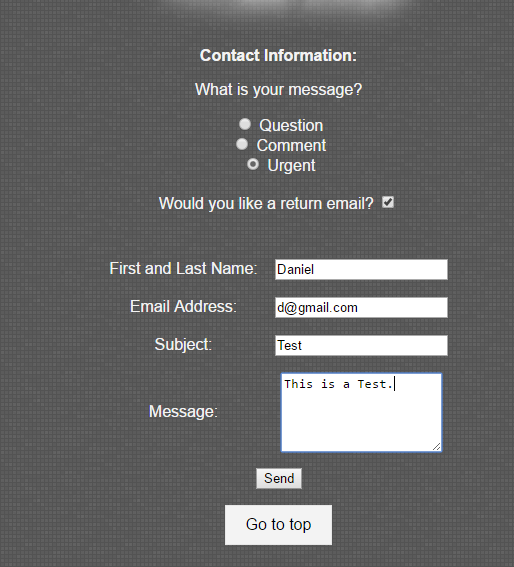 Contact Information:
What is your message?
Question
Comment
Urgent
Would you like a return email?
First and Last Name: Daniel
Email Address: d@gmail.com
Subject: Test
Message: This is a Test.
Send
Go to top